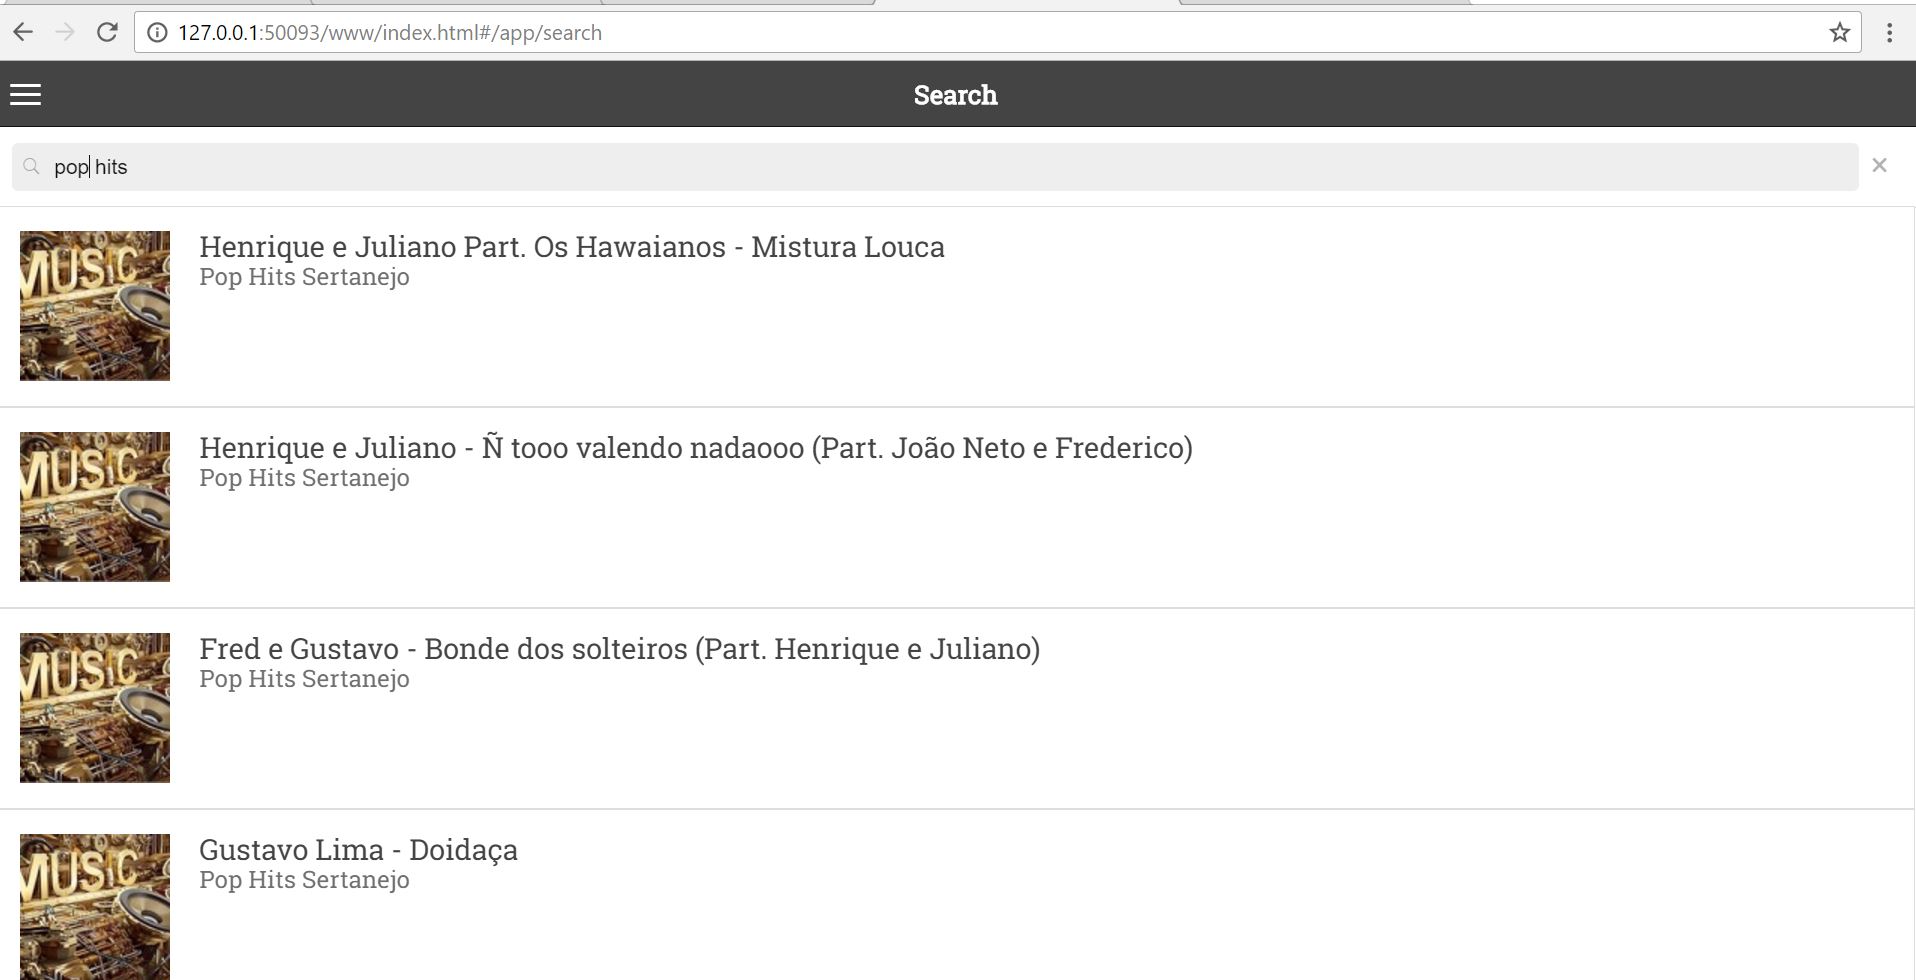 127.0.0.1:50093/www/index.html#/app/search
Search
pop hits
MUSIC
Henrique e Juliano Part. Os Hawaianos - Mistura Louca
Pop Hits Sertanejo
MUSIC
Henrique e Juliano - Ñ tooo valendo nadaooo (Part. João Neto e Frederico)
Pop Hits Sertanejo
MUSIC
Fred e Gustavo - Bonde dos solteiros (Part. Henrique e Juliano)
Pop Hits Sertanejo
MUSIC
Gustavo Lima - Doidaça
Pop Hits Sertanejo